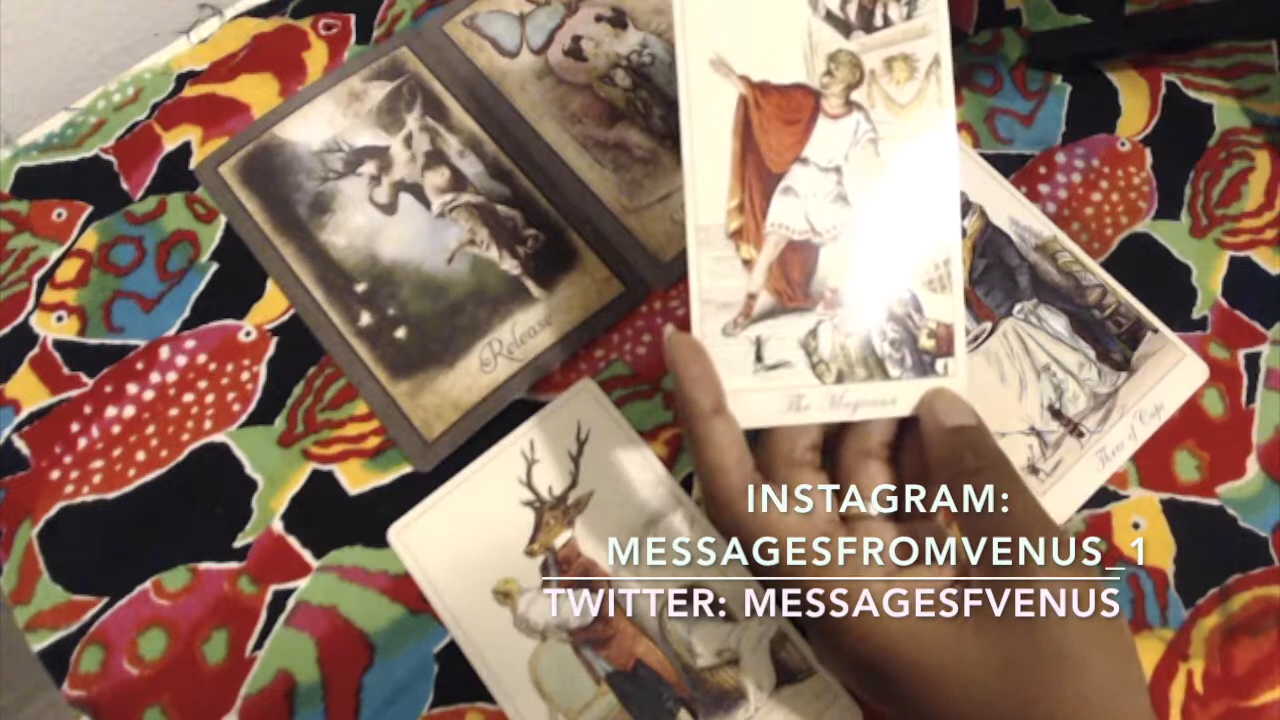 Release
The Magician
Three of Cups
INSTAGRAM:
MESSAGESFROMVENUS_1
TWITTER: MESSAGESFVENUS